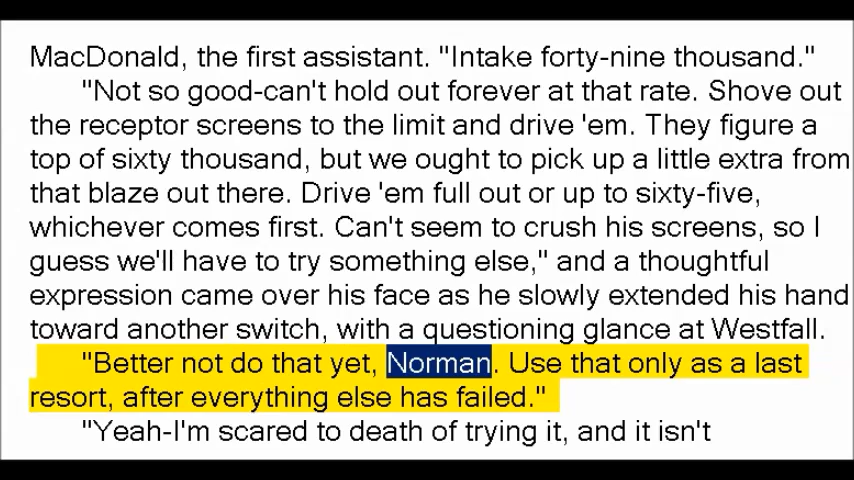 MacDonald, the first assistant. "Intake forty-nine thousand."
"Not so good-can't hold out forever at that rate. Shove out
the receptor screens to the limit and drive 'em. They figure a
top of sixty thousand, but we ought to pick up a little extra from
that blaze out there. Drive 'em full out or up to sixty-five,
whichever comes first. Can't seem to crush his screens, so I
guess we'll have to try something else," and a thoughtful
expression came over his face as he slowly extended his hand
toward another switch, with a questioning glance at Westfall.
"Better not do that yet, Norman. Use that only as a last
resort, after everything else has failed."
"Yeah-I'm scared to death of trying it, and it isn't